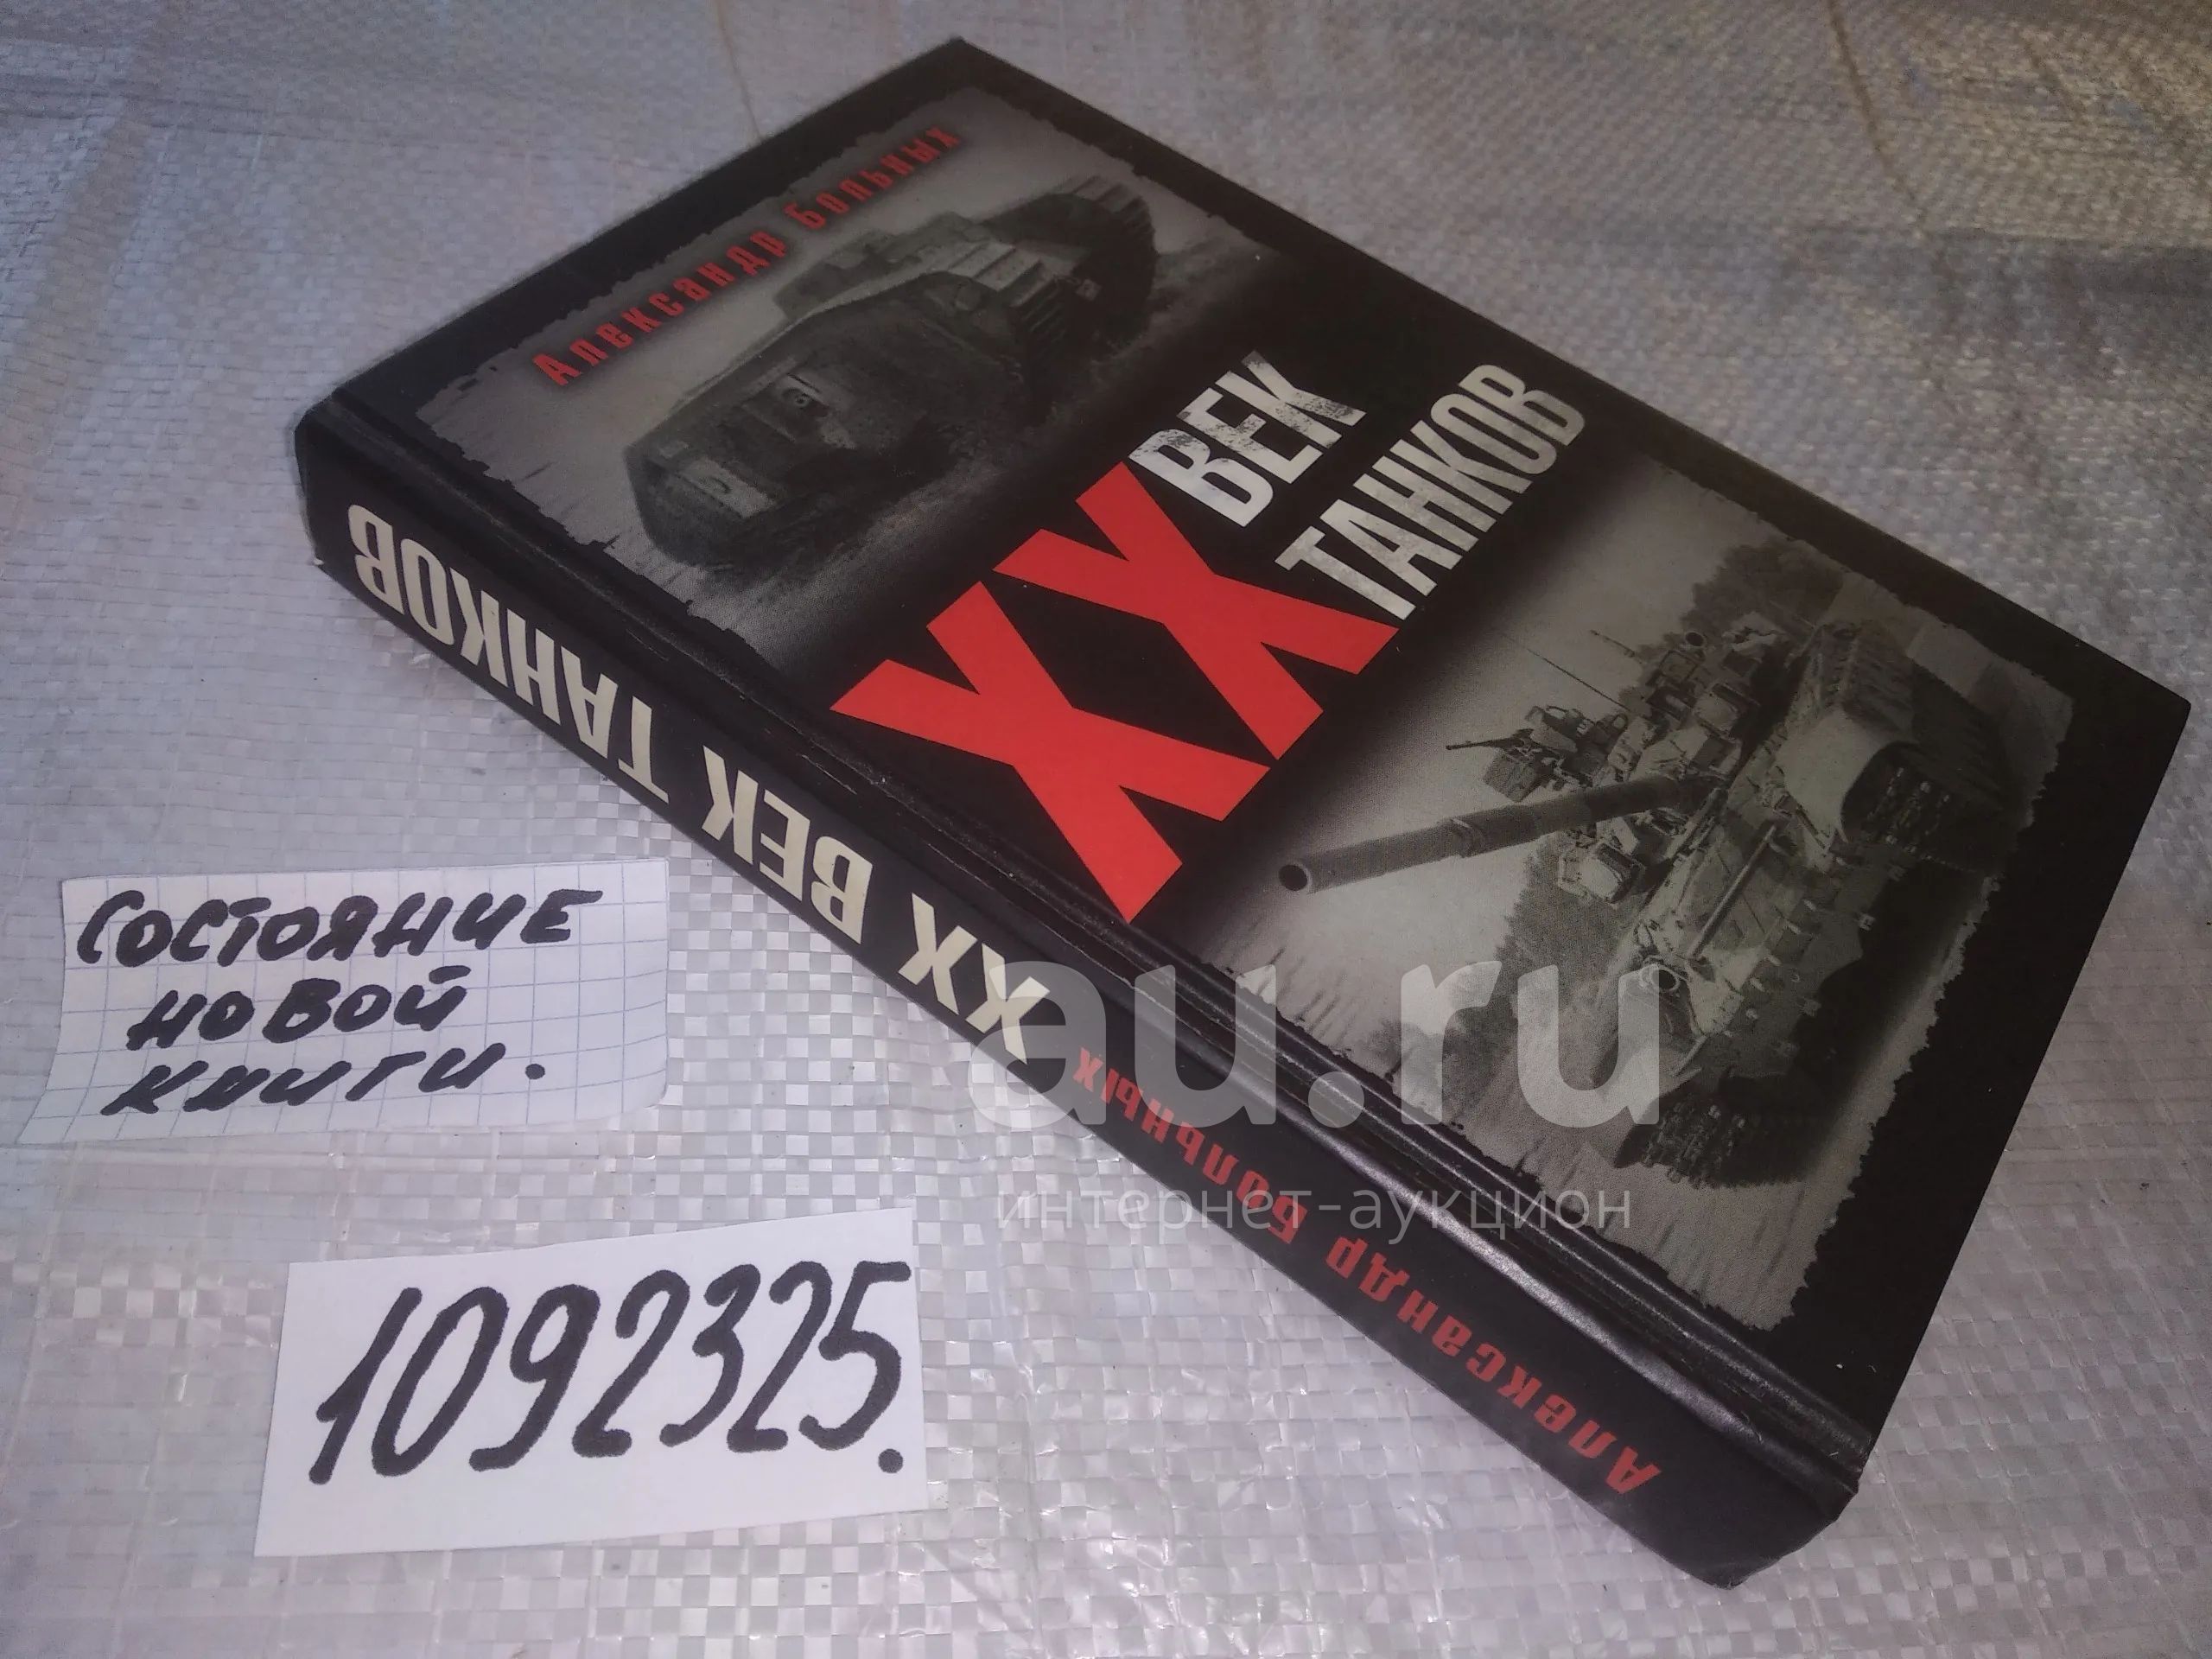 Александр Больных
XX ВЕК
ТАНКОВ
XX ВЕК ТАНКОВ
Александр Больных
СОСТОЯНИЕ
НОВОЙ
КНИГИ.
1092325.
au.ru
интернет-аукцион